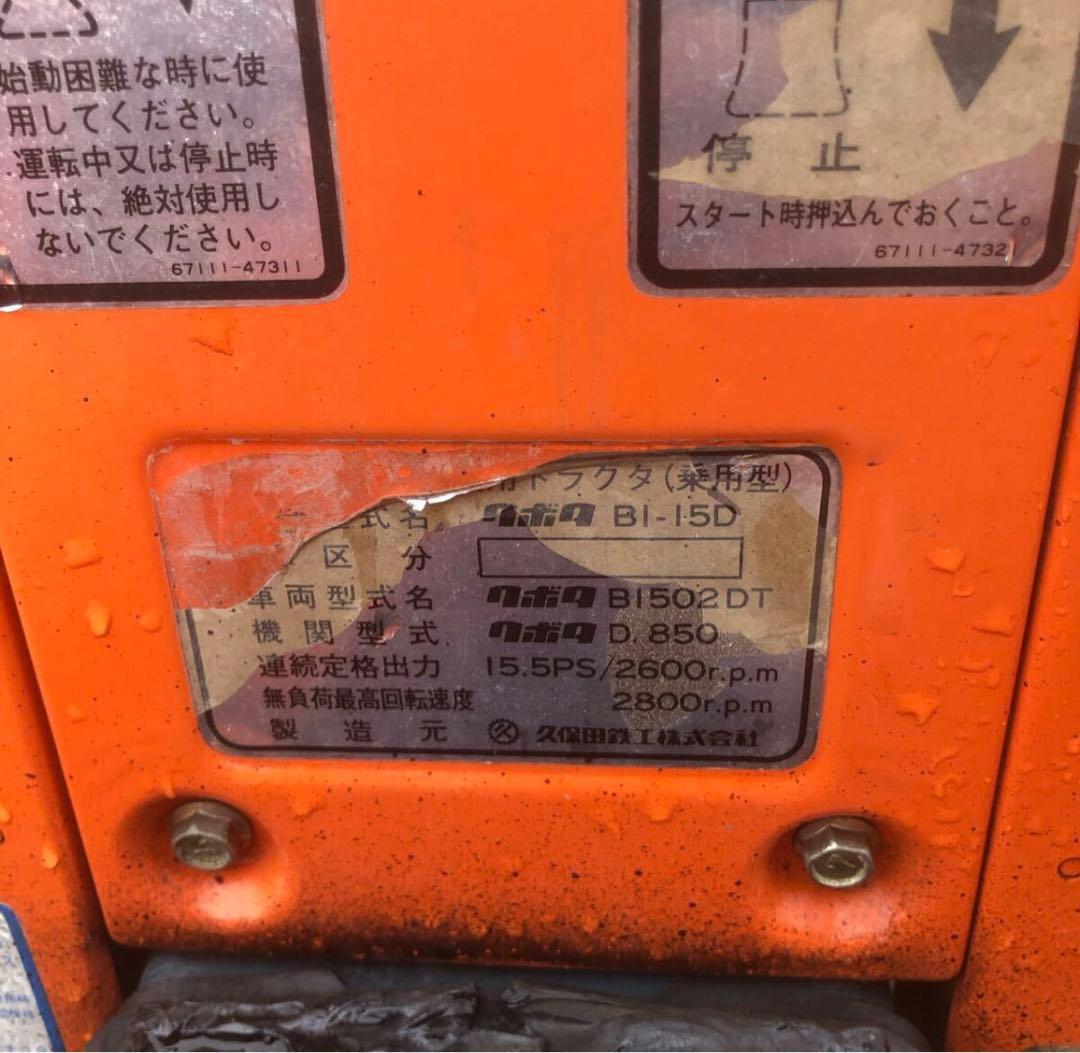 始動困難な時に使
用してください。
運転中又は停止時
には、絶対使用し
ないでください。
67111-47311
停 止
スタート時押込んでおくこと。
67111-4732
用トラクタ(乗用型)
式名 クボタ B1-15D
区分
車両型式名 クボタ B1502DT
機関型式 クボタ D.850
連続定格出力 15.5PS/2600r.p.m
無負荷最高回転速度 2800r.p.m
製造元 久保田鉄工株式会社